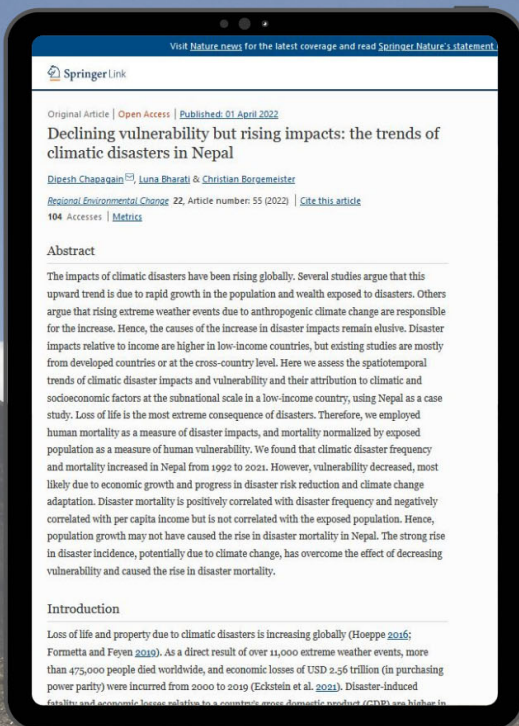 Visit Nature news for the latest coverage and read Springer Nature's statement
Springer Link
Original Article | Open Access | Published: 01 April 2022
Declining vulnerability but rising impacts: the trends of
climatic disasters in Nepal
Dipesh Chapagain, Luna Bharati & Christian Borgemeister
Regional Environmental Change 22, Article number: 55 (2022) | Cite this article
104 Accesses | Metrics
Abstract
The impacts of climatic disasters have been rising globally. Several studies argue that this
upward trend is due to rapid growth in the population and wealth exposed to disasters. Others
argue that rising extreme weather events due to anthropogenic climate change are responsible
for the increase. Hence, the causes of the increase in disaster impacts remain elusive. Disaster
impacts relative to income are higher in low-income countries, but existing studies are mostly
from developed countries or at the cross-country level. Here we assess the spatiotemporal
trends of climatic disaster impacts and vulnerability and their attribution to climatic and
socioeconomic factors at the subnational scale in a low-income country, using Nepal as a case
study. Loss of life is the most extreme consequence of disasters. Therefore, we employed
human mortality as a measure of disaster impacts, and mortality normalized by exposed
population as a measure of human vulnerability. We found that climatic disaster frequency
and mortality increased in Nepal from 1992 to 2021. However, vulnerability decreased, most
likely due to economic growth and progress in disaster risk reduction and climate change
adaptation. Disaster mortality is positively correlated with disaster frequency and negatively
correlated with per capita income but is not correlated with the exposed population. Hence,
population growth may not have caused the rise in disaster mortality in Nepal. The strong rise
in disaster incidence, potentially due to climate change, has overcome the effect of decreasing
vulnerability and caused the rise in disaster mortality.
Introduction
Loss of life and property due to climatic disasters is increasing globally (Hoeppe 2016;
Formetta and Feyen 2019). As a direct result of over 11,000 extreme weather events, more
than 475,000 people died worldwide, and economic losses of USD 2.56 trillion (in purchasing
power parity) were incurred from 2000 to 2019 (Eckstein et al. 2021). Disaster-induced
fatality and economic losses relative to a country's gross domestic product (GDP) are higher in